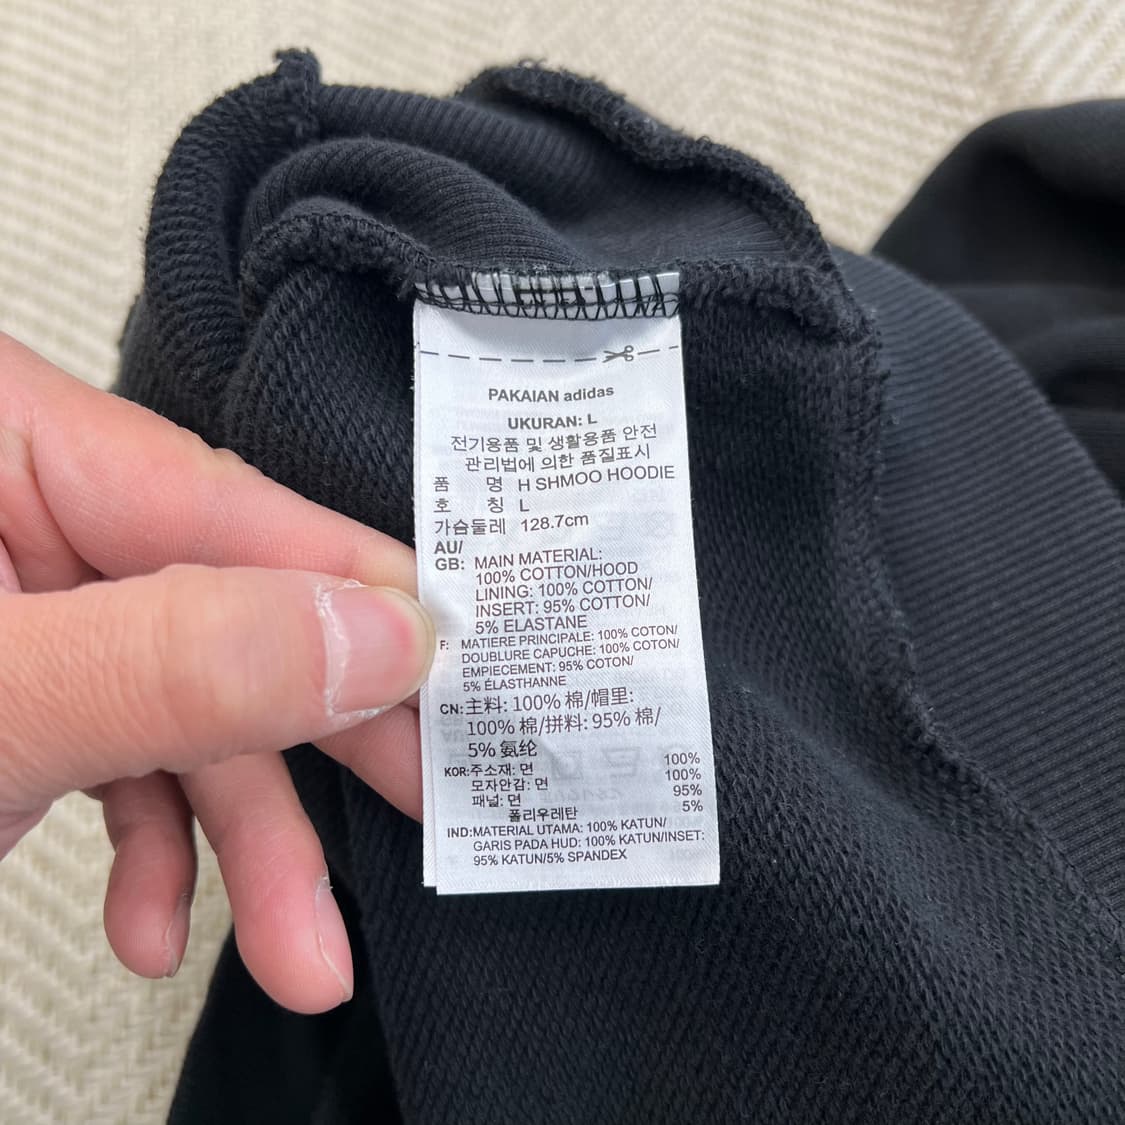 PAKAIAN adidas
UKURAN: L
전기용품 및 생활용품 안전
관리법에 의한 품질표시
품 명 H SHMOO HOODIE
호 칭 L
가슴둘레 128.7cm
AU/
GB: MAIN MATERIAL:
100% COTTON/HOOD
LINING: 100% COTTON/
INSERT: 95% COTTON/
5% ELASTANE
F: MATIERE PRINCIPALE: 100% COTON/
DOUBLURE CAPUCHE: 100% COTON/
EMPIECEMENT: 95% COTON/
5% ÉLASTHANNE
CN: 主料: 100% 棉/帽里:
100% 棉/拼料: 95% 棉/
5% 氨纶
KOR: 주소재: 면 100%
모자안감: 면 100%
패널: 면 95%
폴리우레탄 5%
IND: MATERIAL UTAMA: 100% KATUN/
GARIS PADA HUD: 100% KATUN/INSET:
95% KATUN/5% SPANDEX